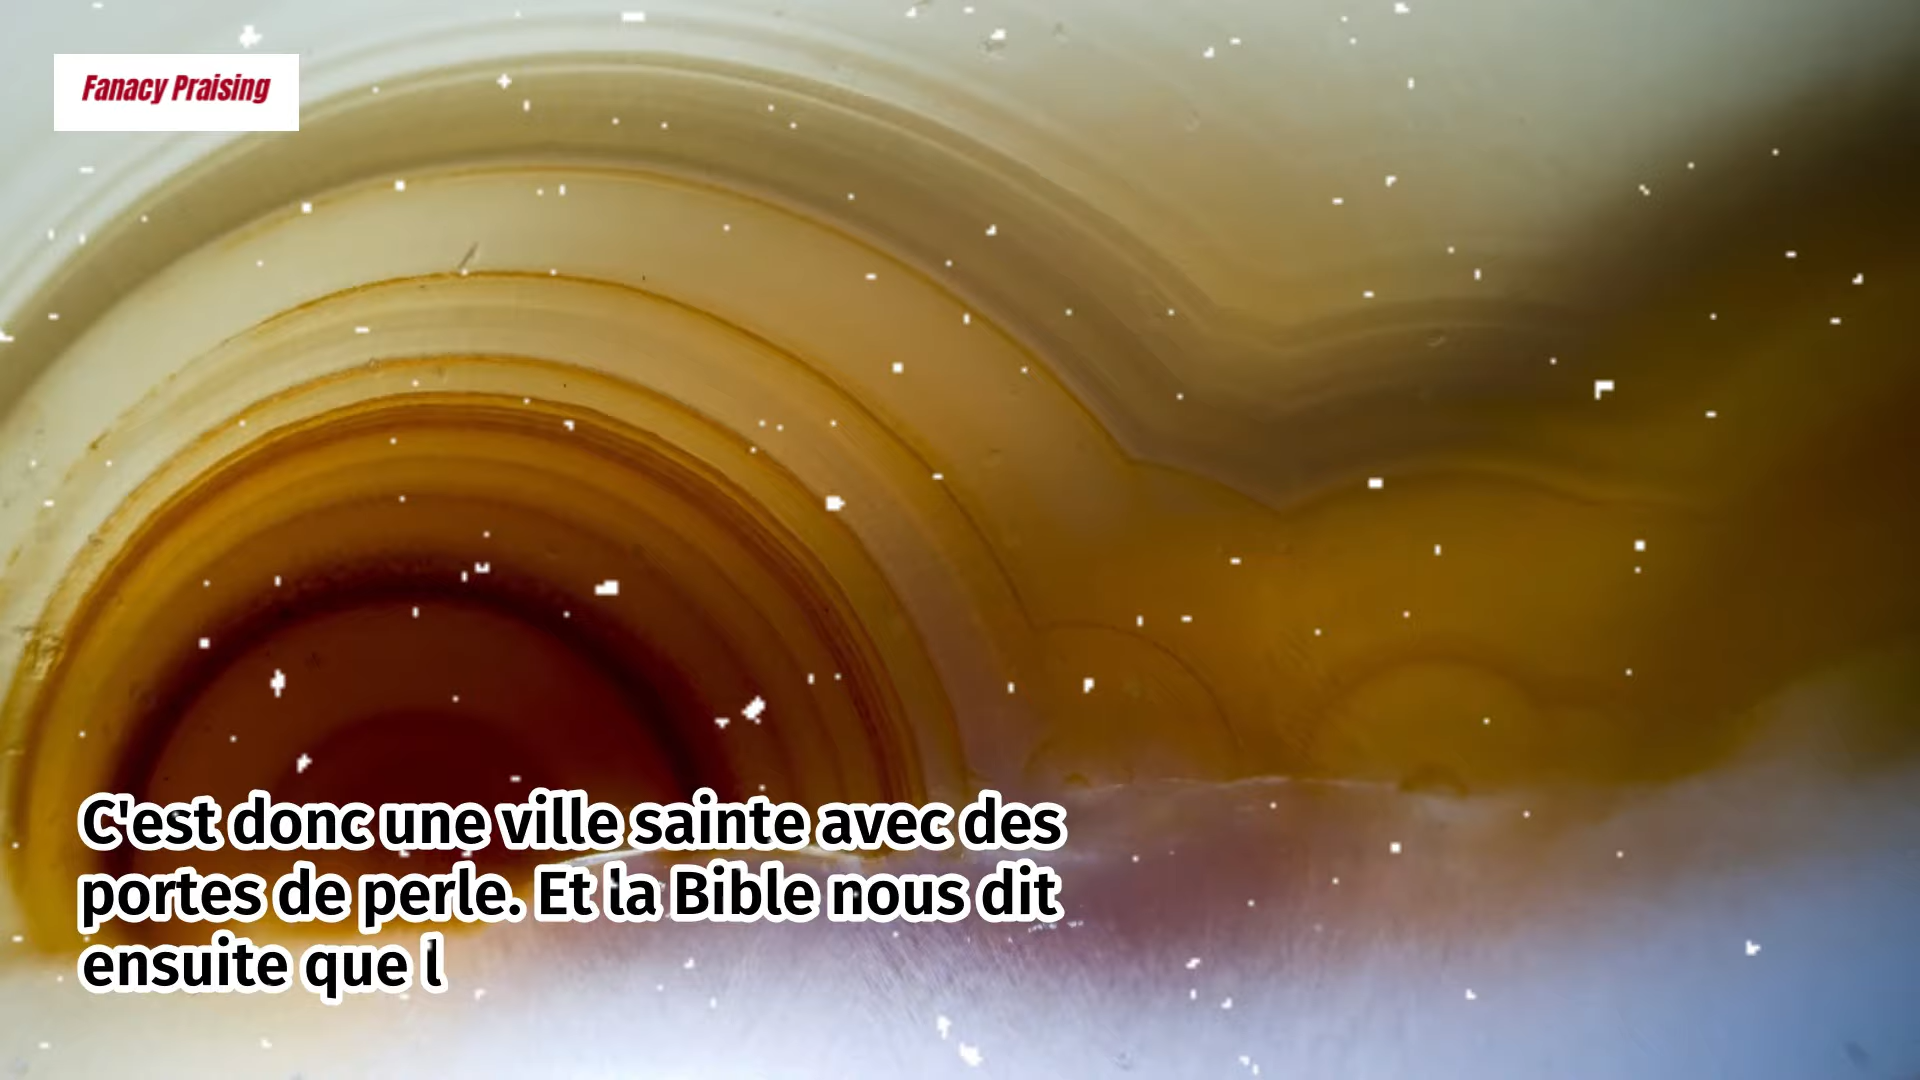 Fanacy Praising
C'est donc une ville sainte avec des
portes de perle. Et la Bible nous dit
ensuite que l